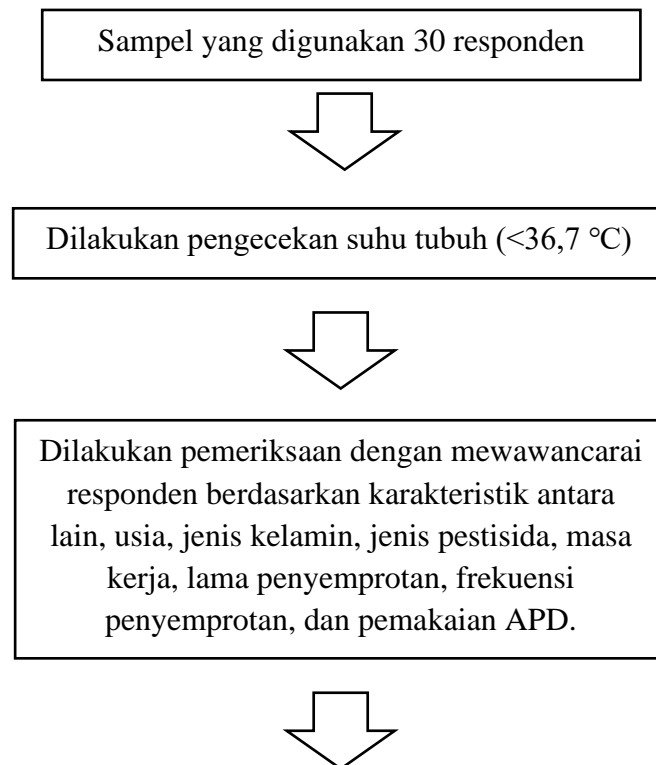 Sampel yang digunakan 30 responden
Dilakukan pengecekan suhu tubuh (<36,7 °C)
Dilakukan pemeriksaan dengan mewawancarai
responden berdasarkan karakteristik antara
lain, usia, jenis kelamin, jenis pestisida, masa
kerja, lama penyemprotan, frekuensi
penyemprotan, dan pemakaian APD.